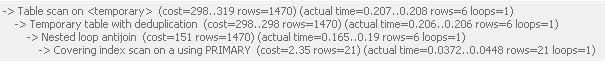 -> Table scan on <temporary> (cost=298..319 rows=1470) (actual time=0.207..0.208 rows=6 loops=1)
-> Temporary table with deduplication (cost=298..298 rows=1470) (actual time=0.206..0.206 rows=6 loops=1)
-> Nested loop antijoin (cost=151 rows=1470) (actual time=0.165..0.19 rows=6 loops=1)
-> Covering index scan on a using PRIMARY (cost=2.35 rows=21) (actual time=0.0372..0.0448 rows=21 loops=1)